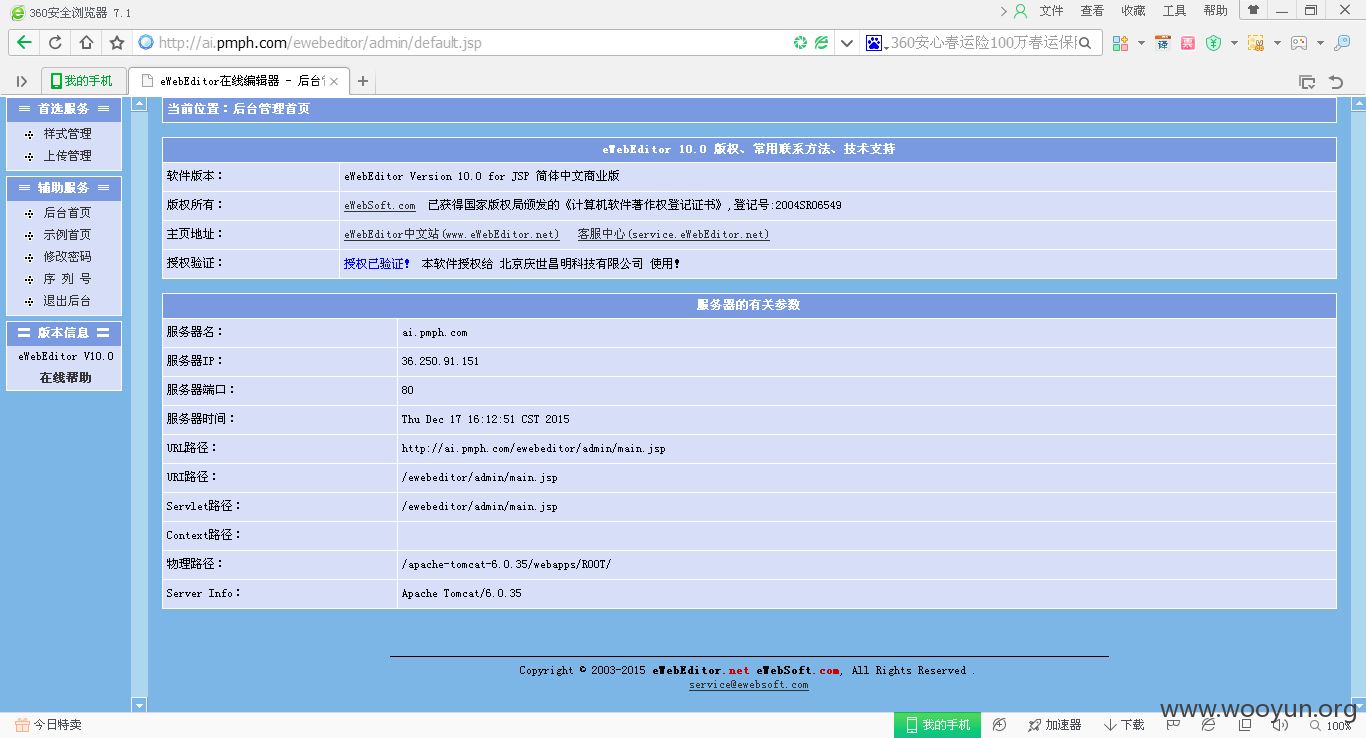 360安全浏览器 7.1
文件 查看 收藏 工具 帮助
http://ai.pmph.com/ewebeditor/admin/default.jsp
360安心春运险100万春运保
我的手机
eWebEditor在线编辑器 - 后台
首选服务
样式管理
上传管理
辅助服务
后台首页
示例首页
修改密码
序 列 号
退出后台
版本信息
eWebEditor V10.0
在线帮助
当前位置：后台管理首页
eWebEditor 10.0 版权、常用联系方法、技术支持
软件版本： eWebEditor Version 10.0 for JSP 简体中文商业版
版权所有： eWebSoft.com 已获得国家版权局颁发的《计算机软件著作权登记证书》,登记号:2004SR06549
主页地址： eWebEditor中文站(www.eWebEditor.net) 客服中心(service.eWebEditor.net)
授权验证： 授权已验证！ 本软件授权给 北京庆世昌明科技有限公司 使用！
服务器的有关参数
服务器名： ai.pmph.com
服务器IP： 36.250.91.151
服务器端口： 80
服务器时间： Thu Dec 17 16:12:51 CST 2015
URL路径： http://ai.pmph.com/ewebeditor/admin/main.jsp
URI路径： /ewebeditor/admin/main.jsp
Servlet路径： /ewebeditor/admin/main.jsp
Context路径：
物理路径： /apache-tomcat-6.0.35/webapps/ROOT/
Server Info： Apache Tomcat/6.0.35
Copyright © 2003-2015 eWebEditor.net eWebSoft.com, All Rights Reserved .
service@ewebsoft.com
www.wooyun.org
今日特卖
我的手机
加速器
下载
100%